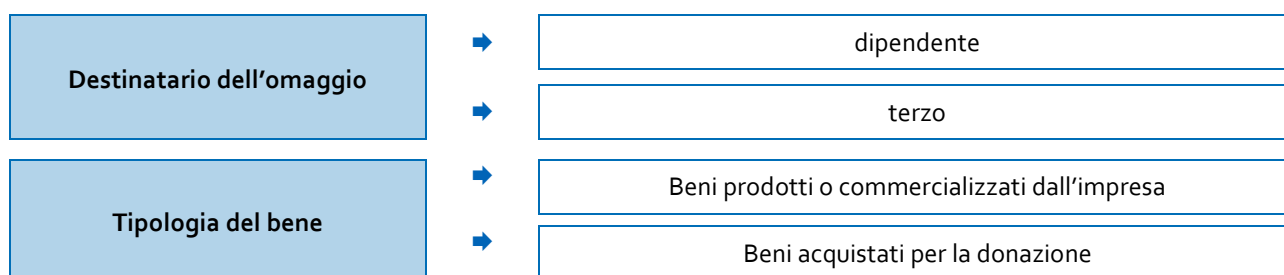 Destinatario dell’omaggio
dipendente
terzo
Tipologia del bene
Beni prodotti o commercializzati dall’impresa
Beni acquistati per la donazione